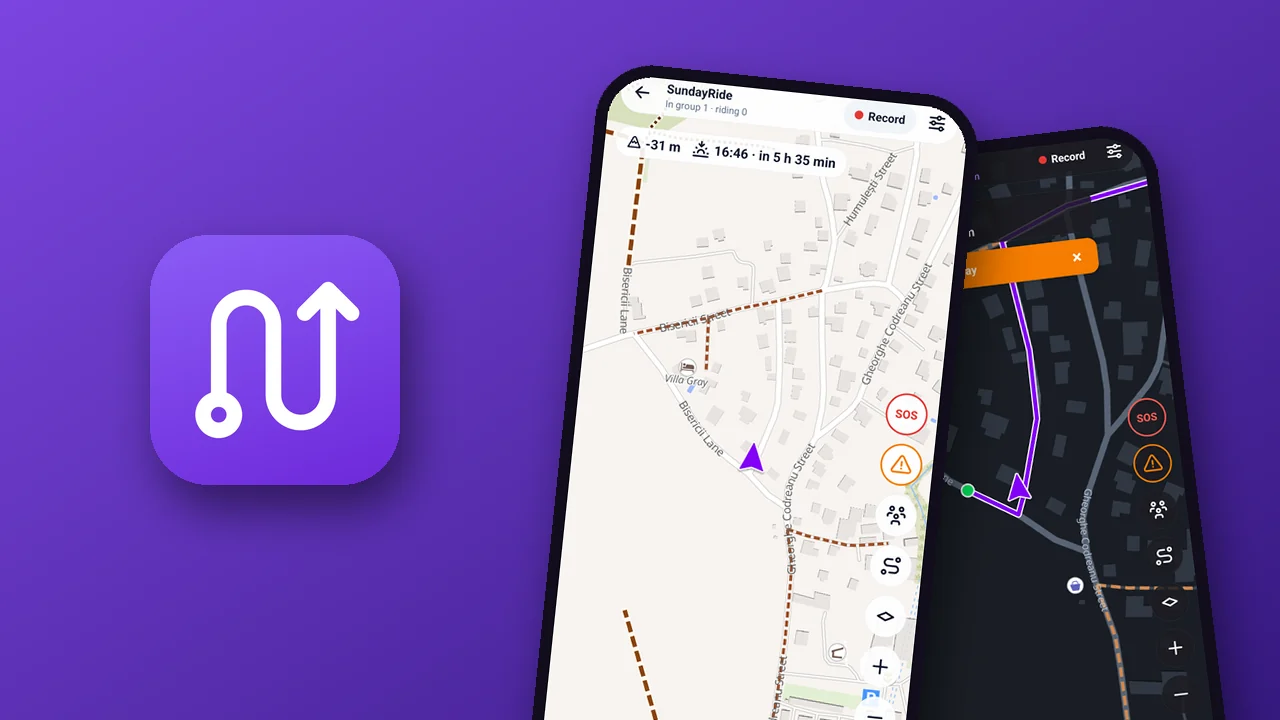 SundayRide
In group 1 · riding 0
Record
-31 m
16:46 · in 5 h 35 min
Humulești Street
Bisericii Lane
Bisericii Street
Gheorghe Codreanu Street
Villa Gray
Bisericii Lane
SOS
Gheorghe Codreanu Street
P
Record
SOS
Gheorghe Codreanu Street